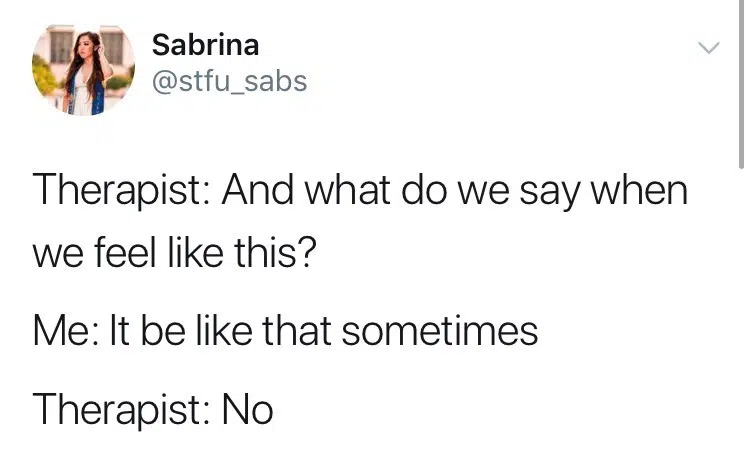 Sabrina
@stfu_sabs
Therapist: And what do we say when
we feel like this?
Me: It be like that sometimes
Therapist: No